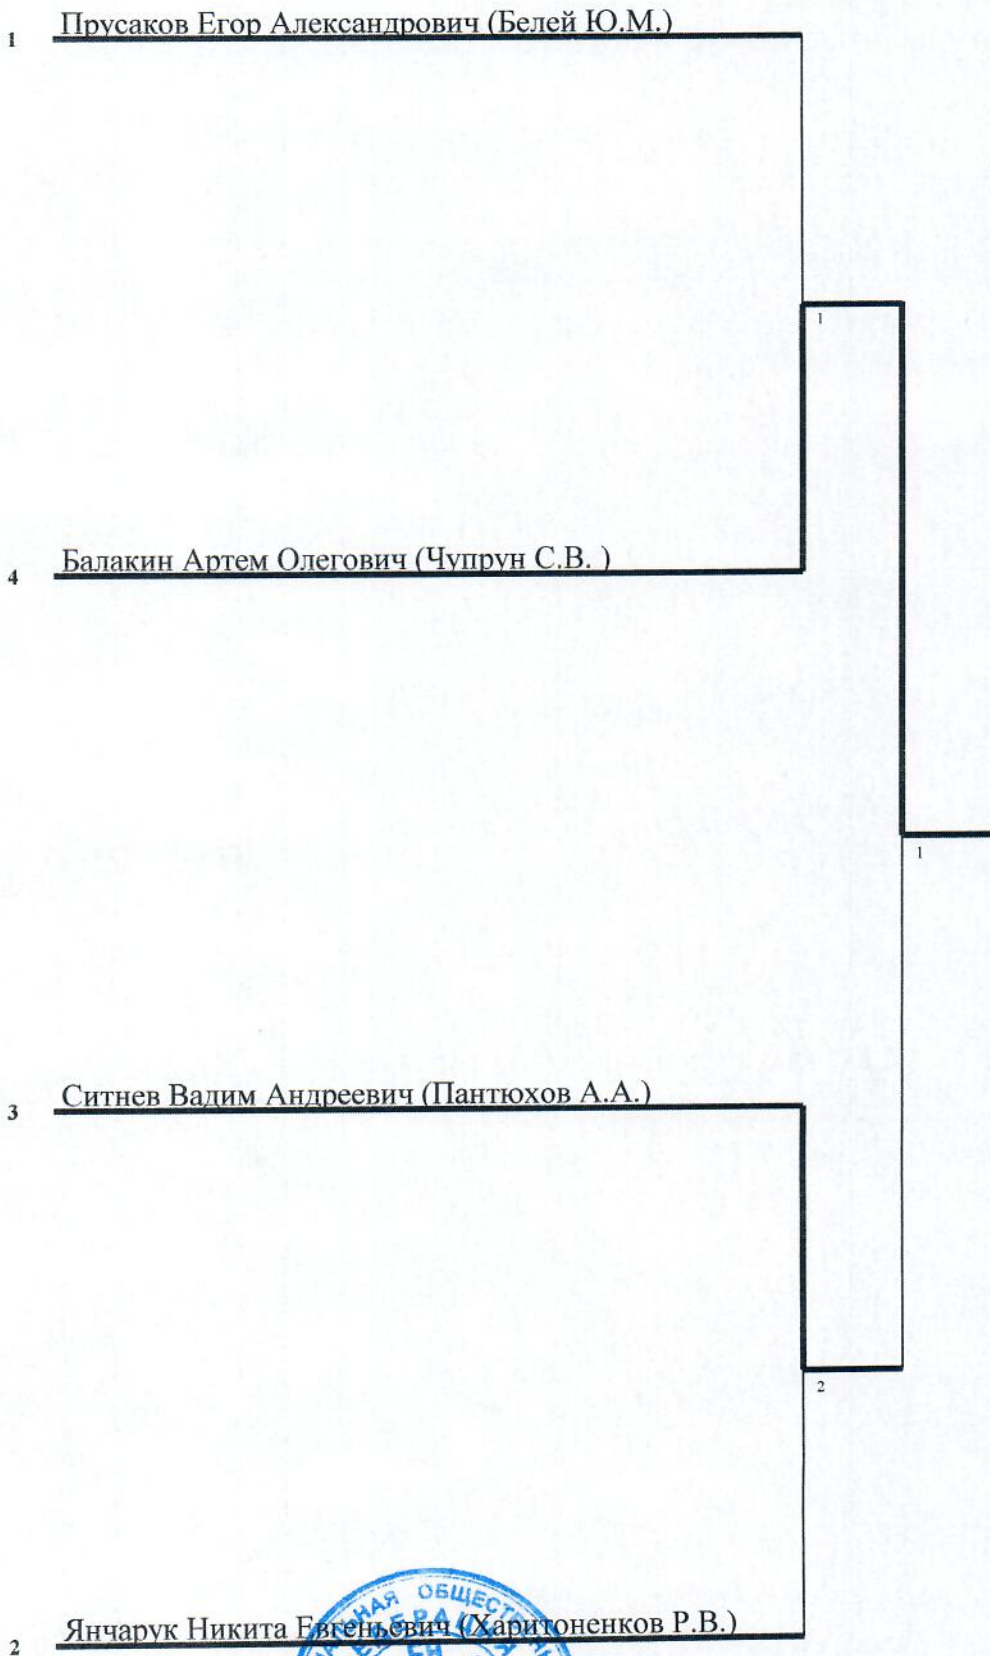 1 Прусаков Егор Александрович (Белей Ю.М.)
1
4 Балакин Артем Олегович (Чупрун С.В. )
1
3 Ситнев Вадим Андреевич (Пантюхов А.А.)
2
ОБЩЕСТВЕНН
2 Янчарук Никита Евгеньевич (Харитоненков Р.В.)